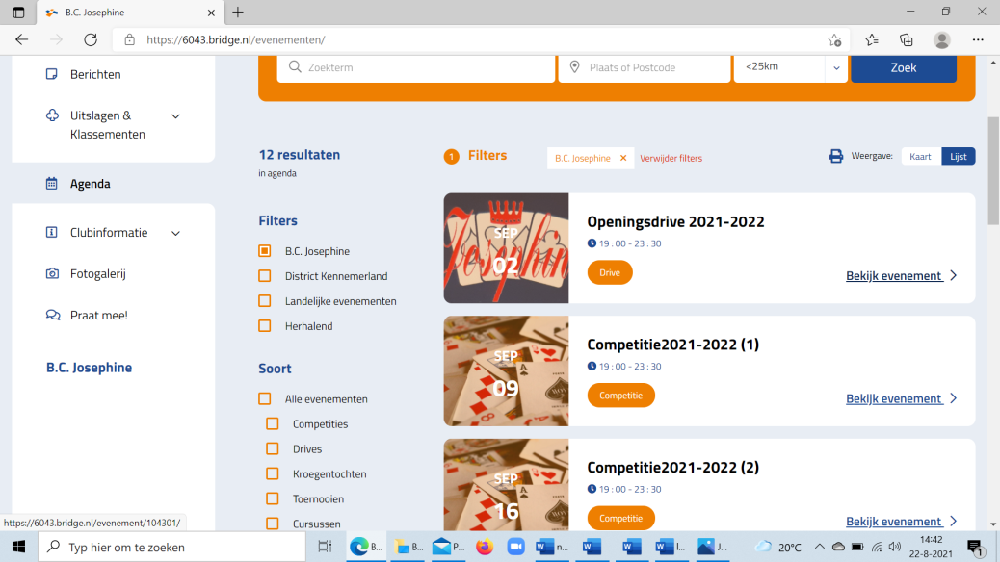 B.C. Josephine
https://6043.bridge.nl/evenementen/
Berichten
Uitslagen &
Klassementen
Agenda
Clubinformatie
Fotogalerij
Praat mee!
B.C. Josephine
Zoekterm
Plaats of Postcode
<25km
Zoek
12 resultaten
in agenda
1 Filters
B.C. Josephine ×
Verwijder filters
Weergave:
Kaart
Lijst
Filters
B.C. Josephine
District Kennemerland
Landelijke evenementen
Herhalend
Soort
Alle evenementen
Competities
Drives
Kroegentochten
Toernooien
Cursussen
Josephine
SEP
02
Openingsdrive 2021-2022
19 : 00 - 23 : 30
Drive
Bekijk evenement
SEP
09
Competitie2021-2022 (1)
19 : 00 - 23 : 30
Competitie
Bekijk evenement
SEP
16
Competitie2021-2022 (2)
19 : 00 - 23 : 30
Competitie
Bekijk evenement
https://6043.bridge.nl/evenement/104301/
Typ hier om te zoeken
B...
B...
P...
n...
I...
J...
20°C
14:42
22-8-2021
1